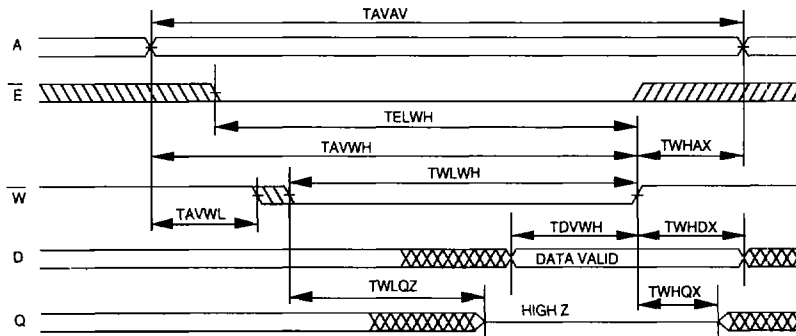 TAVAV
A
E
TELWH
TAVWH TWHAX
TWLWH
W
TAVWL
TDVWH TWHDX
D DATA VALID
TWLQZ TWHQX
HIGH Z
Q